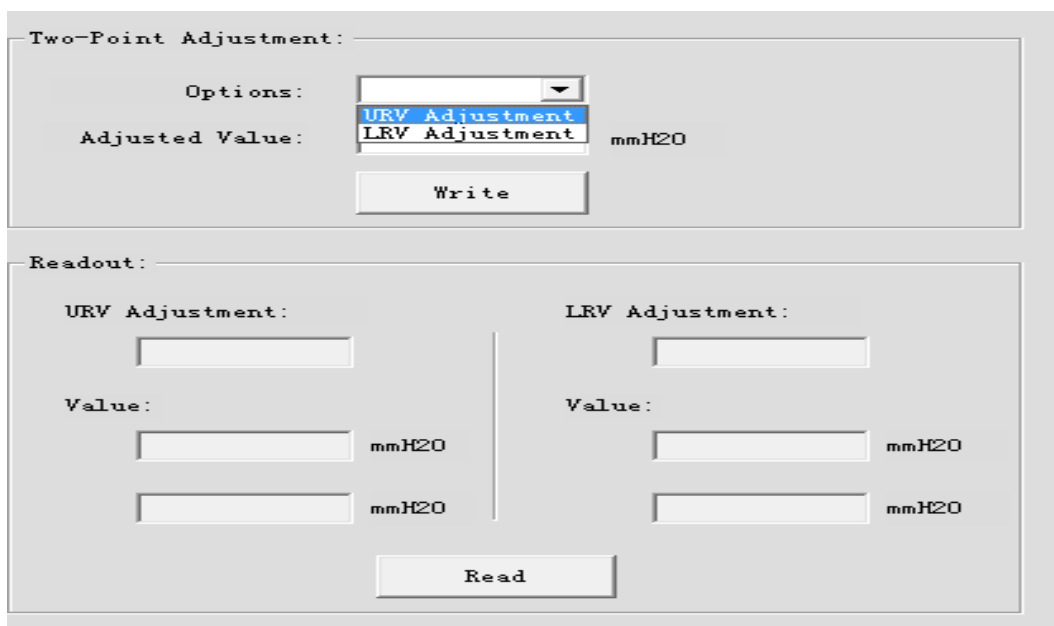 Two-Point Adjustment:
Options:
URV Adjustment
LRV Adjustment
Adjusted Value: mmH2O
Write
Readout:
URV Adjustment: LRV Adjustment:
Value: Value:
mmH2O mmH2O
mmH2O mmH2O
Read